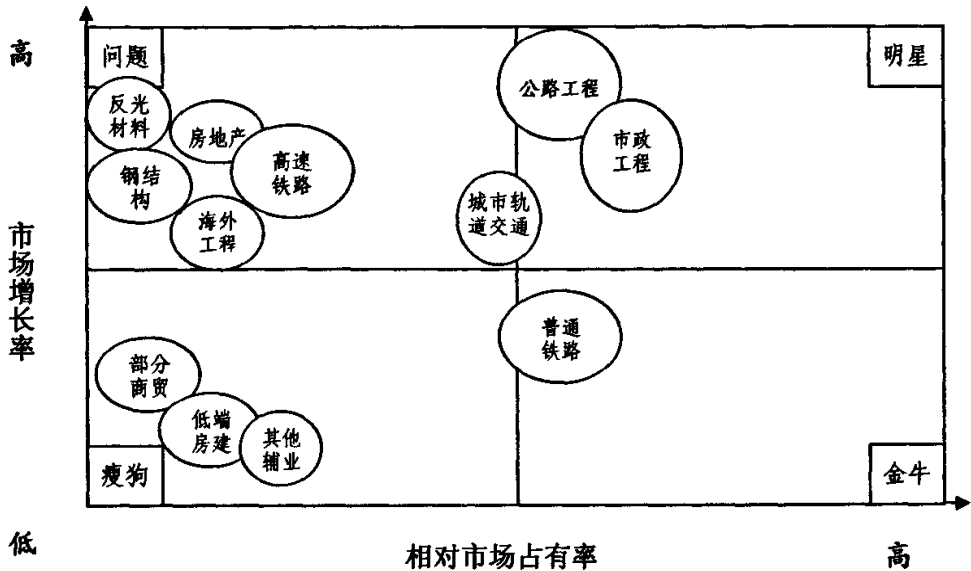 高
问题
明星
反光
材料
房地产
高速
铁路
钢结
构
海外
工程
公路工程
市政
工程
城市轨
道交通
市场增长率
普通
铁路
部分
商贸
低端
房建
其他
辅业
瘦狗
金牛
低
相对市场占有率
高